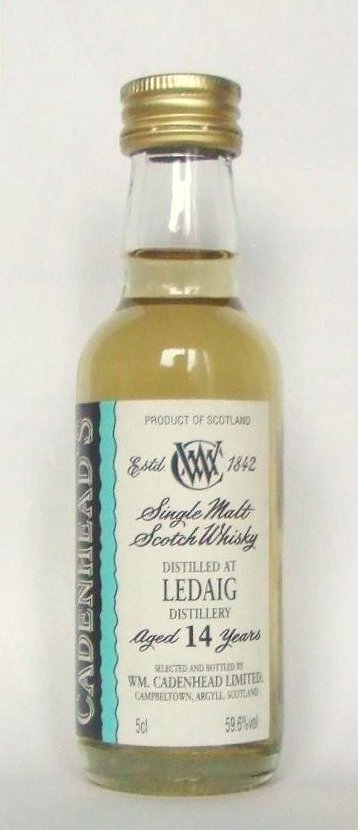 CADENHEAD'S
PRODUCT OF SCOTLAND
Estd. WC 1842
Single Malt
Scotch Whisky
DISTILLED AT
LEDAIG
DISTILLERY
Aged 14 Years
SELECTED AND BOTTLED BY
WM. CADENHEAD LIMITED.
CAMPBELTOWN, ARGYLL, SCOTLAND
5cl 59.6%vol